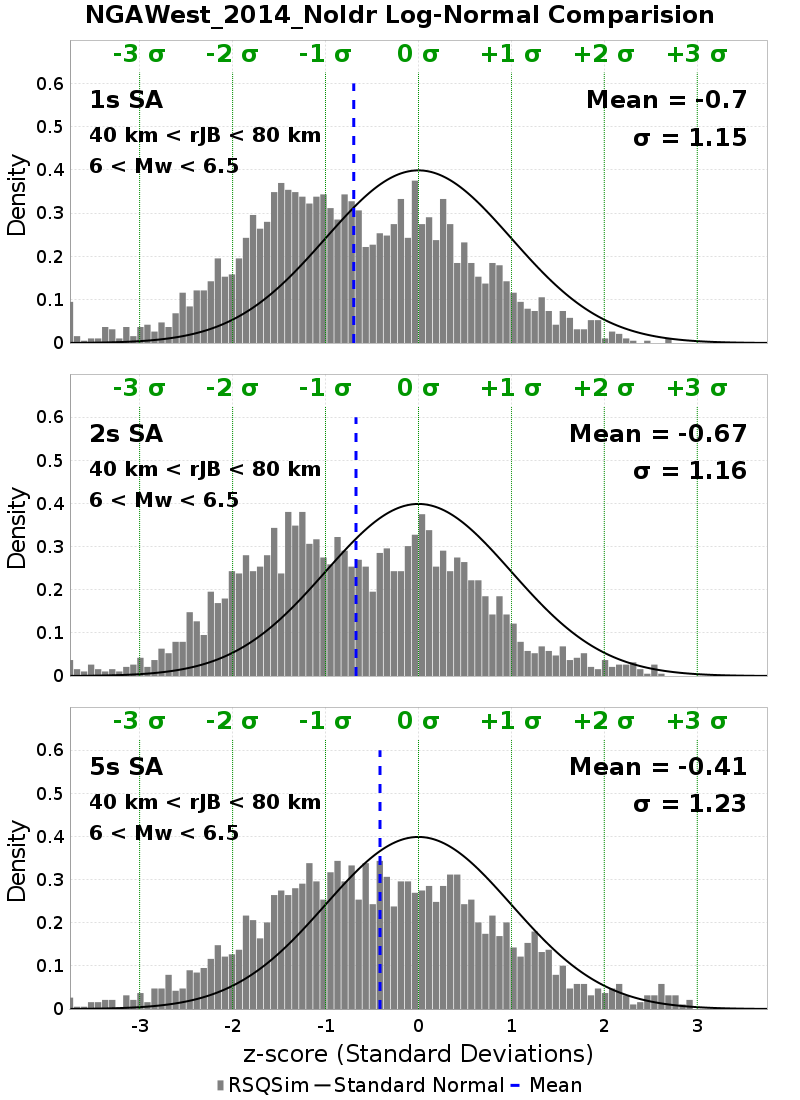 NGAWest_2014_NoIdr Log-Normal Comparision
-3 σ -2 σ -1 σ 0 σ +1 σ +2 σ +3 σ
0.6
1s SA
Mean = -0.7
0.5
40 km < rJB < 80 km
σ = 1.15
6 < Mw < 6.5
0.4
Density
0.3
0.2
0.1
0
-3 σ -2 σ -1 σ 0 σ +1 σ +2 σ +3 σ
0.6
2s SA
Mean = -0.67
0.5
40 km < rJB < 80 km
σ = 1.16
6 < Mw < 6.5
0.4
Density
0.3
0.2
0.1
0
-3 σ -2 σ -1 σ 0 σ +1 σ +2 σ +3 σ
0.6
5s SA
Mean = -0.41
0.5
40 km < rJB < 80 km
σ = 1.23
6 < Mw < 6.5
0.4
Density
0.3
0.2
0.1
0
-3 -2 -1 0 1 2 3
z-score (Standard Deviations)
RSQSim Standard Normal Mean